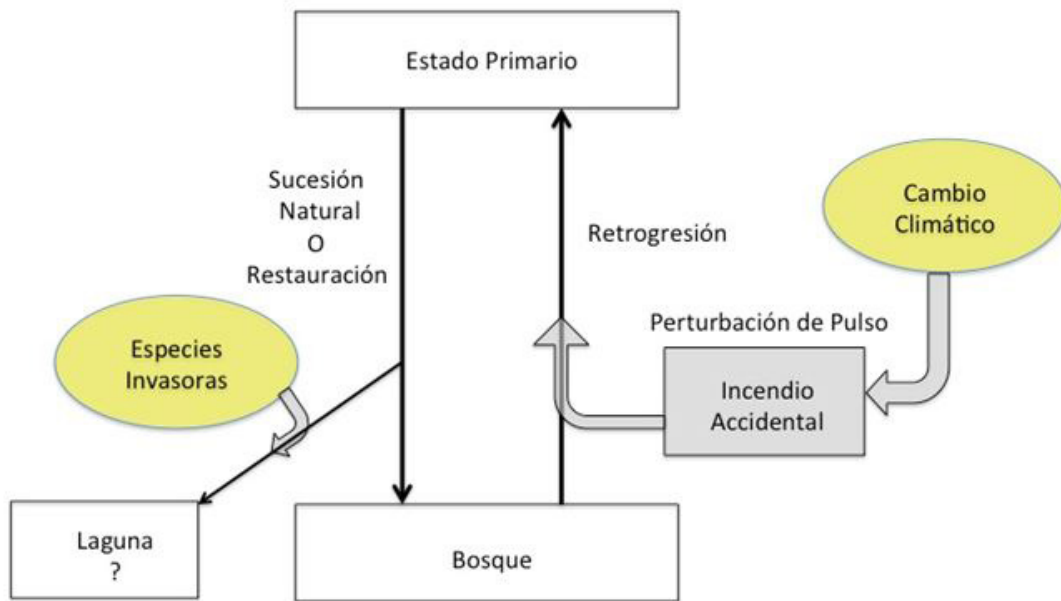 Estado Primario
Sucesión
Natural
O
Restauración
Retrogresión
Cambio
Climático
Perturbación de Pulso
Especies
Invasoras
Incendio
Accidental
Laguna
?
Bosque